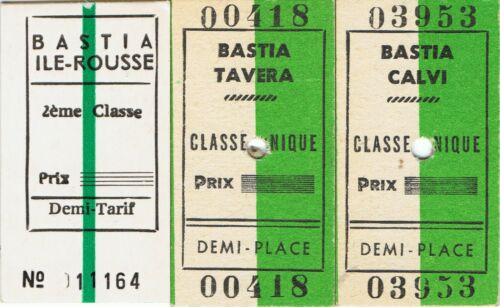 BASTIA
ILE-ROUSSE
2ème Classe
Prix
Demi-Tarif
Nº 011164
00418
BASTIA
TAVERA
CLASSE NIQUE
PRIX
DEMI-PLACE
00418
03953
BASTIA
CALVI
CLASSE NIQUE
PRIX
DEMI-PLACE
03953